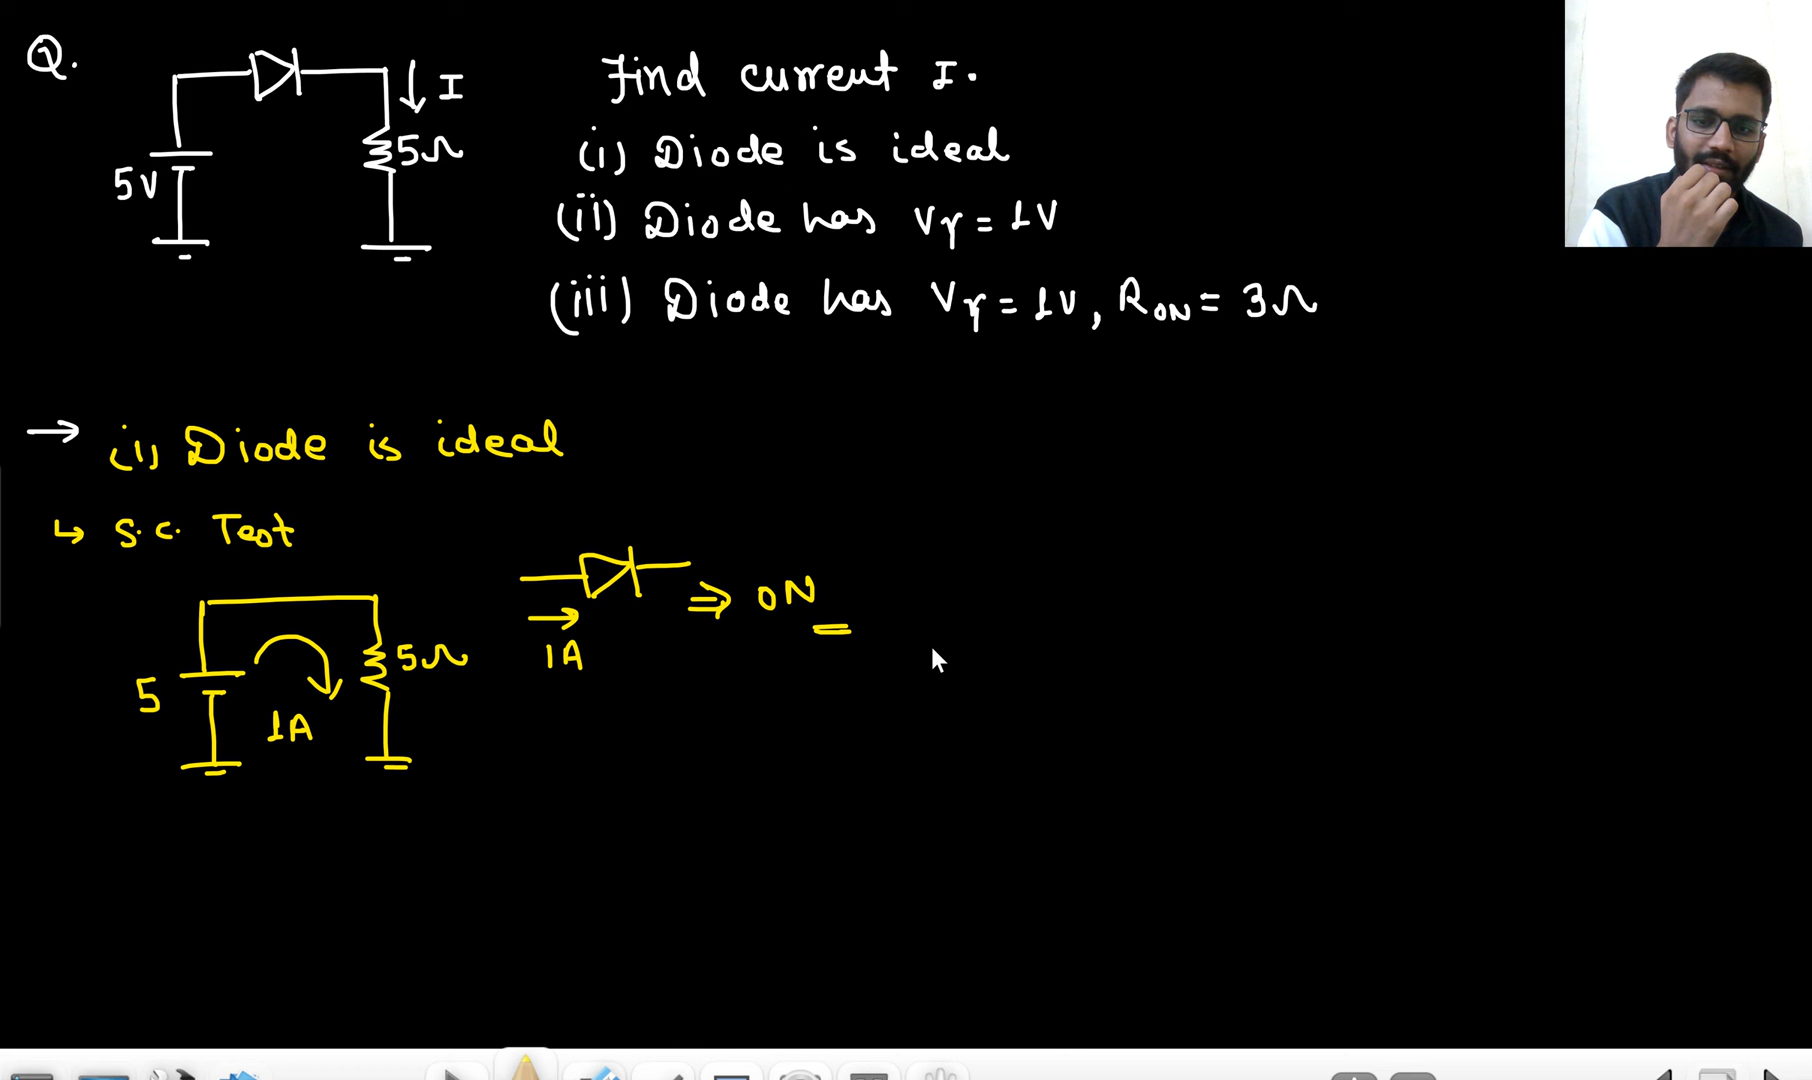 Q.
I
5Ω
5V
Find current I.
(i) Diode is ideal
(ii) Diode has Vγ = 1V
(iii) Diode has Vγ = 1V, RON = 3Ω
→ (i) Diode is ideal
↳ S.C. Test
5
1A
5Ω
1A
⇒ ON